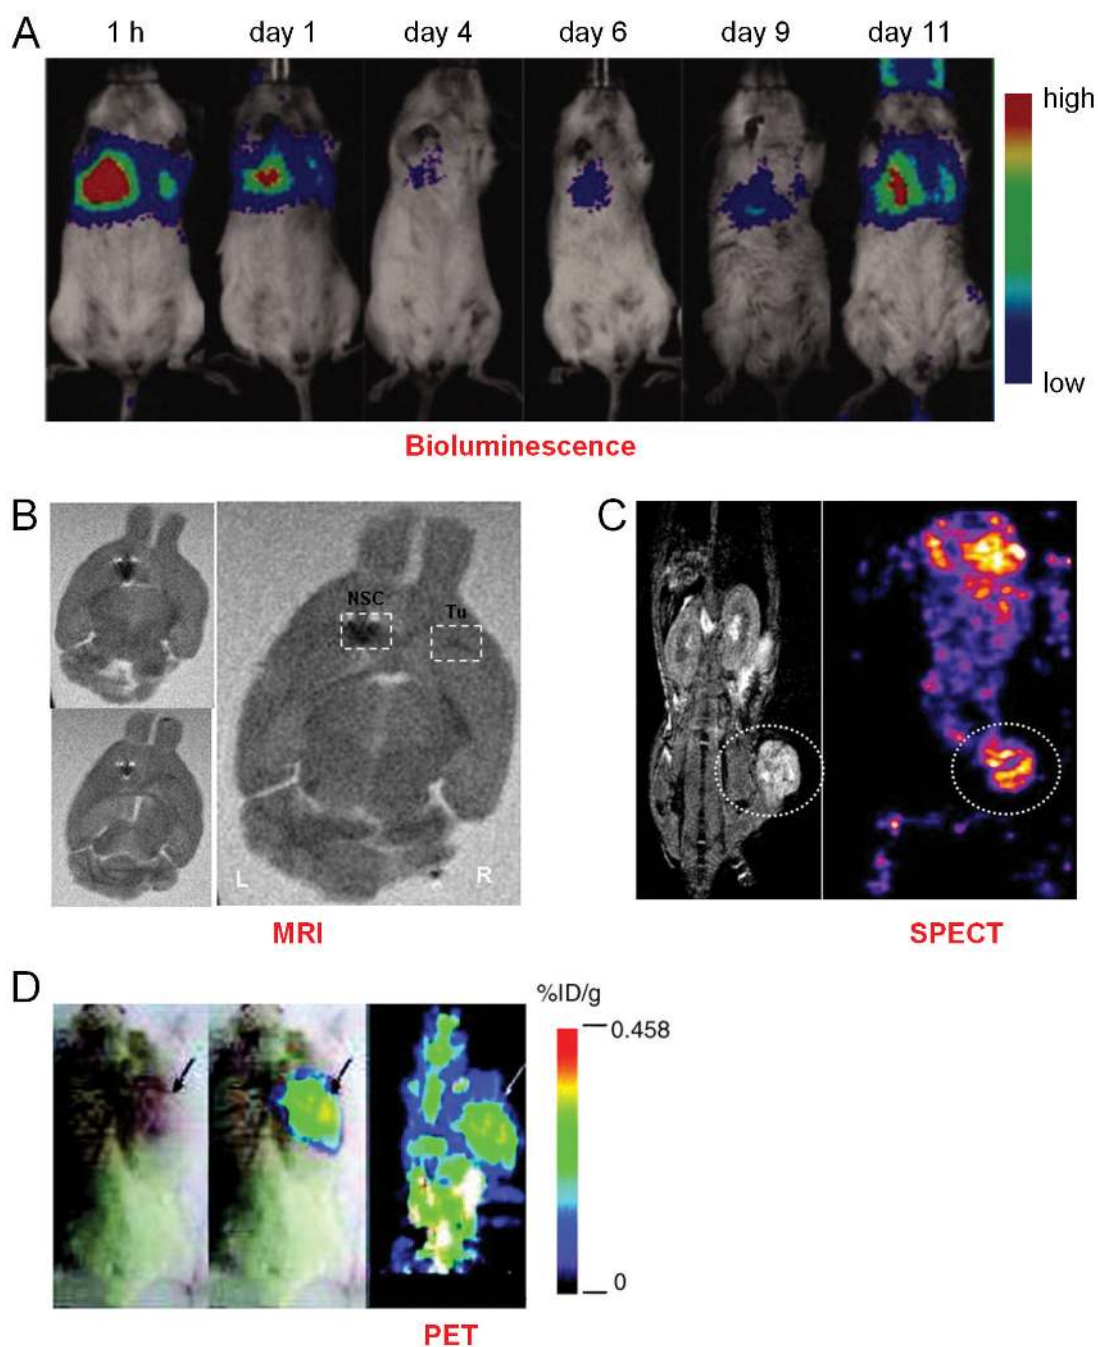 A
1 h day 1 day 4 day 6 day 9 day 11
high
low
Bioluminescence
B
NSC
Tu
L R
MRI
C
SPECT
D
%ID/g
0.458
0
PET